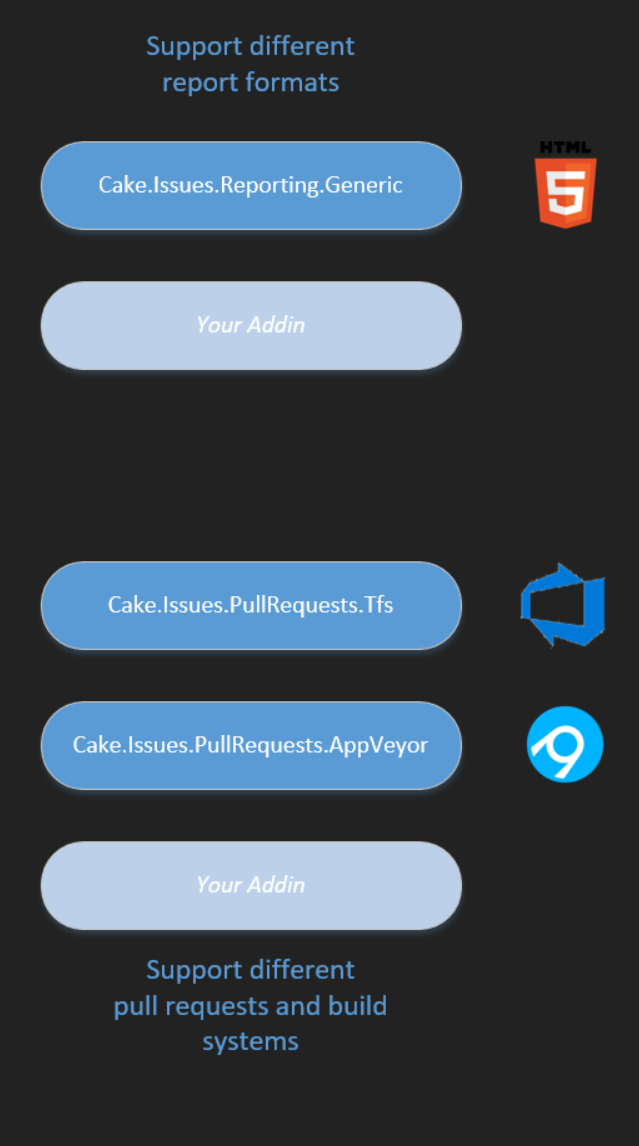 Support different
report formats
Cake.Issues.Reporting.Generic
HTML
5
Your Addin
Cake.Issues.PullRequests.Tfs
Cake.Issues.PullRequests.AppVeyor
Your Addin
Support different
pull requests and build
systems